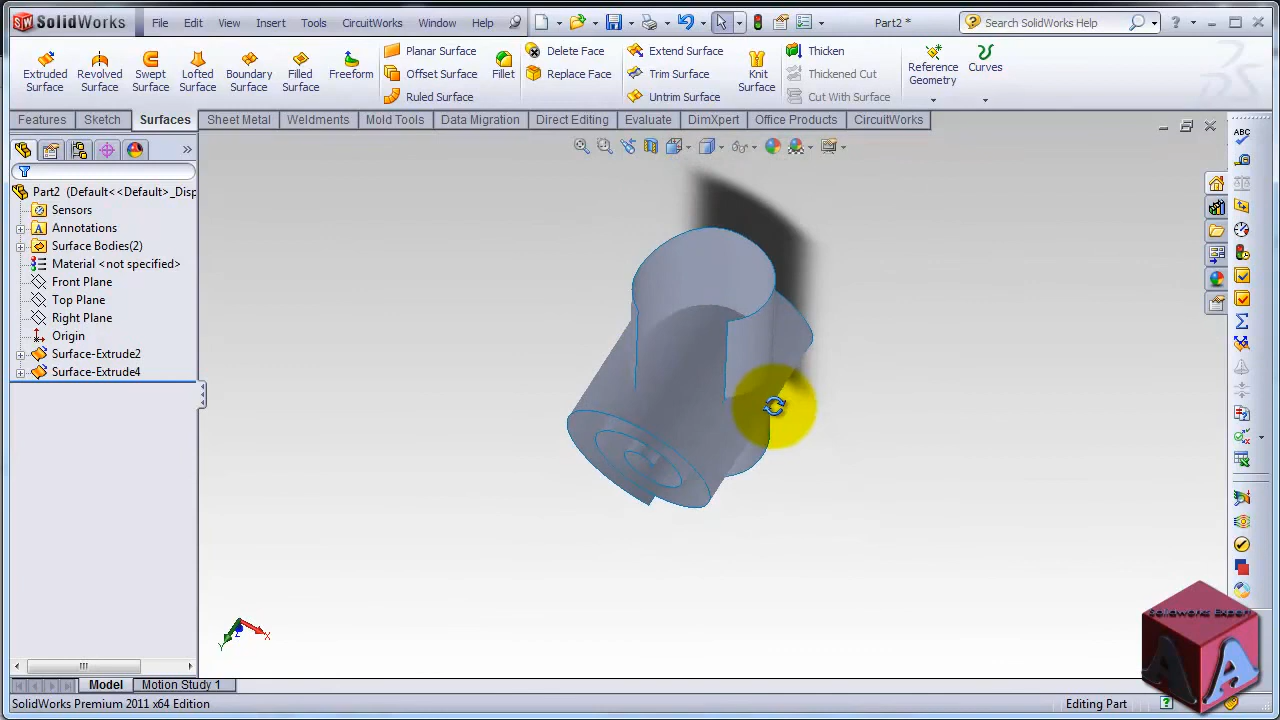 SolidWorks
File Edit View Insert Tools CircuitWorks Window Help
Part2 *
Search SolidWorks Help
Extruded Surface
Revolved Surface
Swept Surface
Lofted Surface
Boundary Surface
Filled Surface
Freeform
Planar Surface
Offset Surface
Ruled Surface
Fillet
Delete Face
Replace Face
Extend Surface
Trim Surface
Untrim Surface
Knit Surface
Thicken
Thickened Cut
Cut With Surface
Reference Geometry
Curves
Features Sketch Surfaces Sheet Metal Weldments Mold Tools Data Migration Direct Editing Evaluate DimXpert Office Products CircuitWorks
Part2 (Default<<Default>_Disp
Sensors
Annotations
Surface Bodies(2)
Material <not specified>
Front Plane
Top Plane
Right Plane
Origin
Surface-Extrude2
Surface-Extrude4
ABC
X
Y
Z
Solidworks Expert
A A
Model Motion Study 1
SolidWorks Premium 2011 x64 Edition
Editing Part